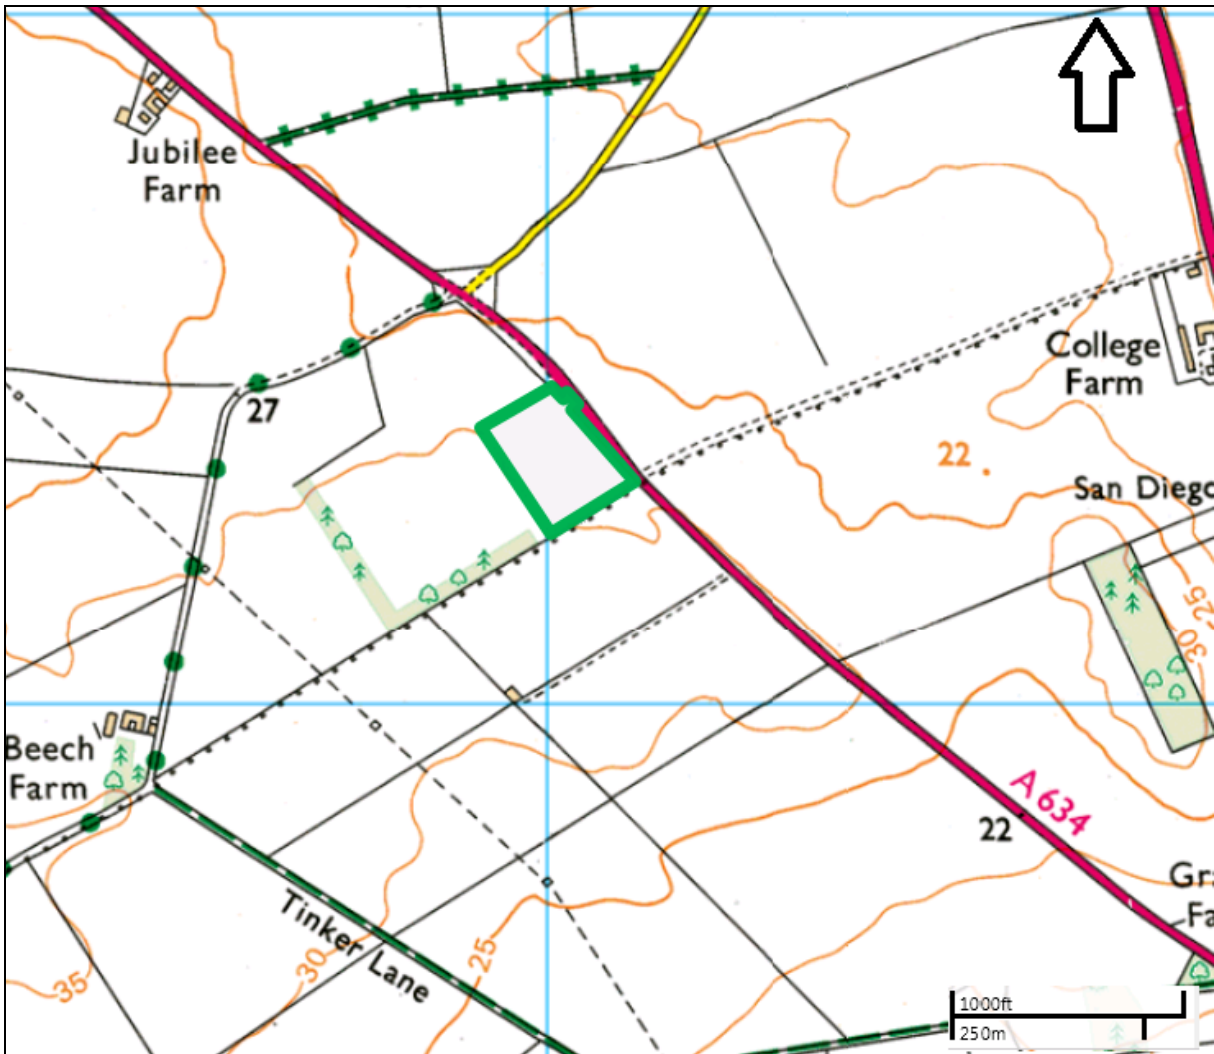 Jubilee
Farm
27
College
Farm
22
San Diego
25
30
Beech
Farm
A 634
22
Tinker Lane
35
30
25
1000ft
250m